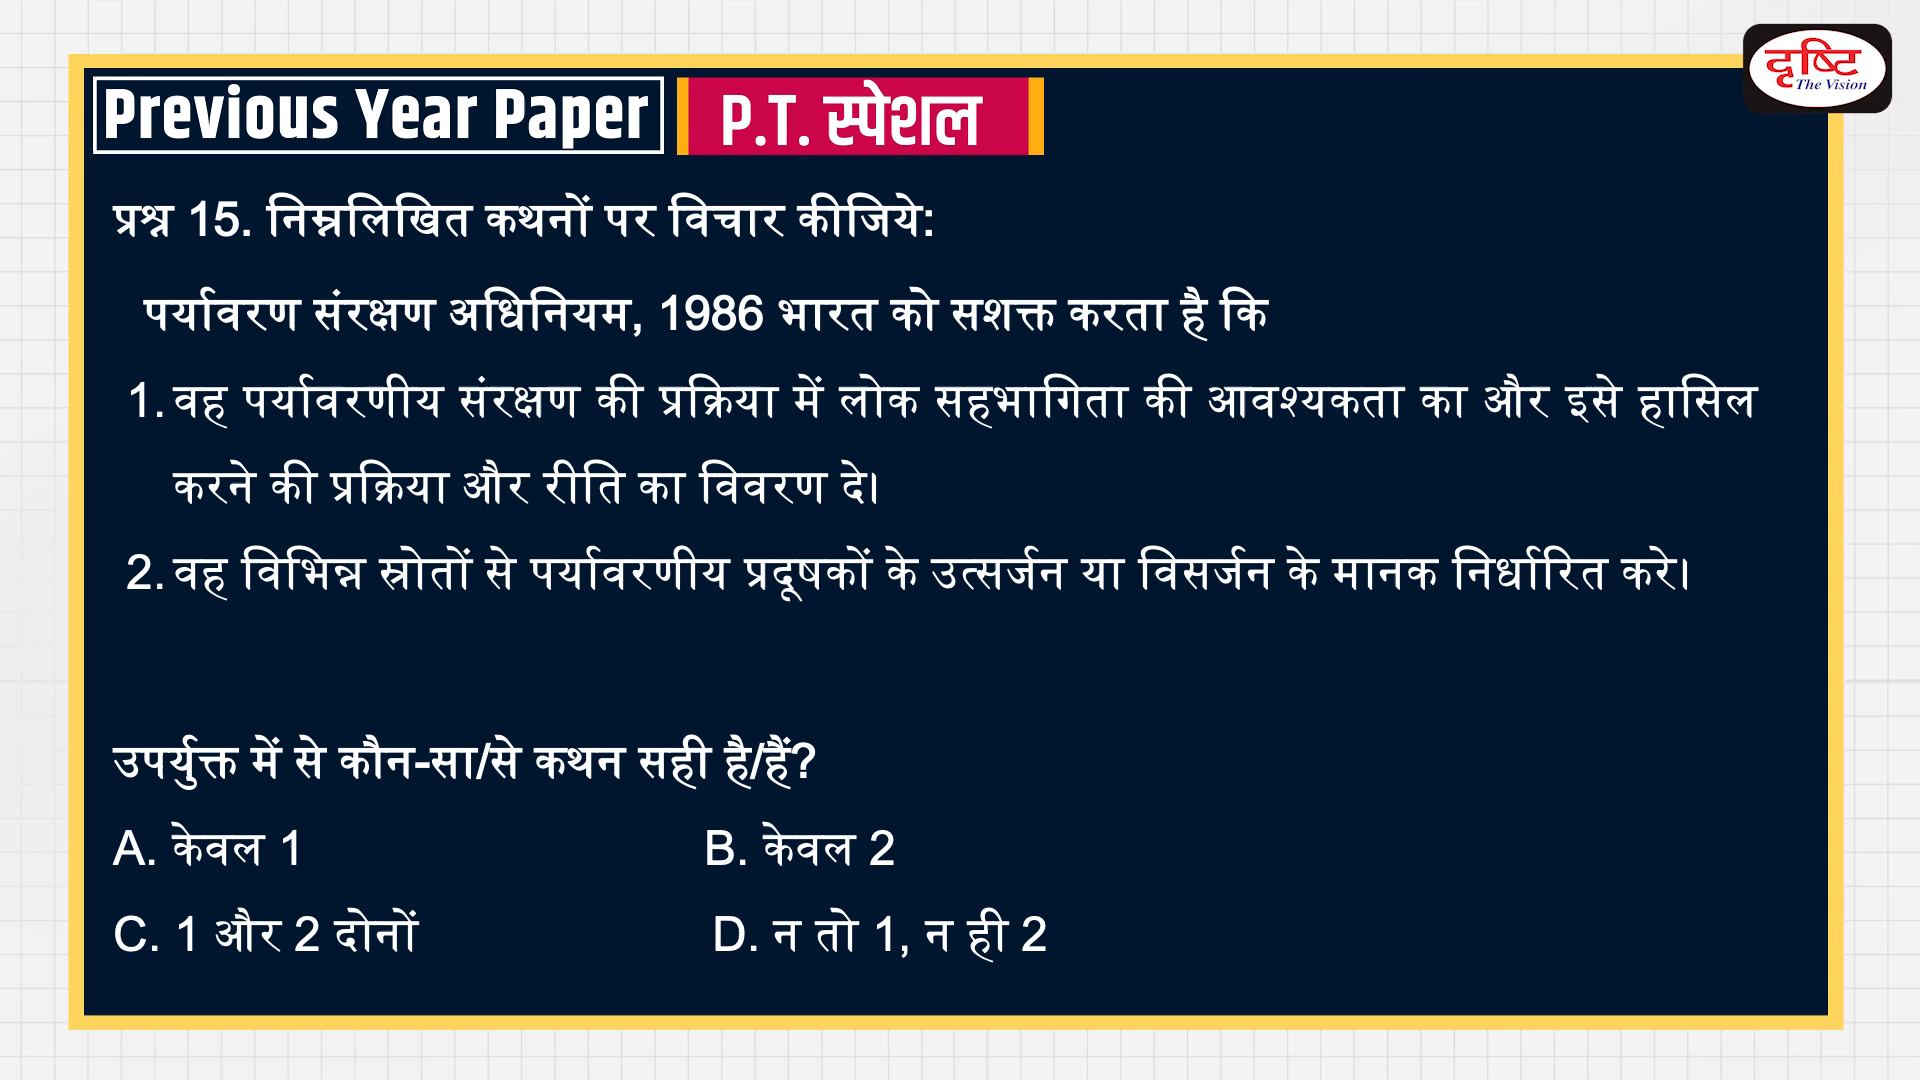 दृष्टि
The Vision
Previous Year Paper P.T. स्पेशल
प्रश्न 15. निम्नलिखित कथनों पर विचार कीजिये:
पर्यावरण संरक्षण अधिनियम, 1986 भारत को सशक्त करता है कि
1. वह पर्यावरणीय संरक्षण की प्रक्रिया में लोक सहभागिता की आवश्यकता का और इसे हासिल
करने की प्रक्रिया और रीति का विवरण दे।
2. वह विभिन्न स्रोतों से पर्यावरणीय प्रदूषकों के उत्सर्जन या विसर्जन के मानक निर्धारित करे।
उपर्युक्त में से कौन-सा/से कथन सही है/हैं?
A. केवल 1 B. केवल 2
C. 1 और 2 दोनों D. न तो 1, न ही 2